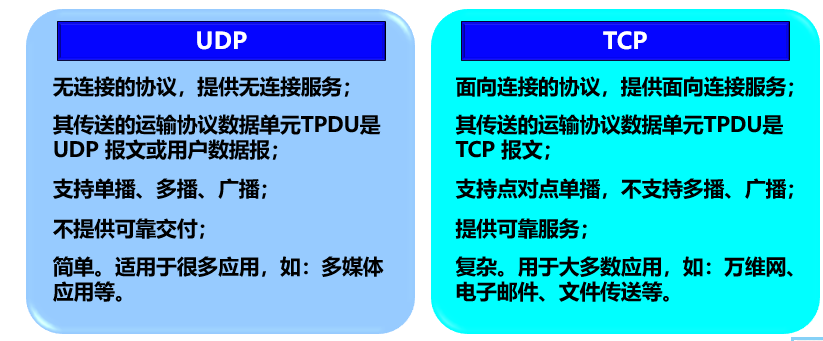 UDP
无连接的协议，提供无连接服务；
其传送的运输协议数据单元TPDU是
UDP 报文或用户数据报；
支持单播、多播、广播；
不提供可靠交付；
简单。适用于很多应用，如：多媒体
应用等。
TCP
面向连接的协议，提供面向连接服务；
其传送的运输协议数据单元TPDU是
TCP 报文；
支持点对点单播，不支持多播、广播；
提供可靠服务；
复杂。用于大多数应用，如：万维网、
电子邮件、文件传送等。